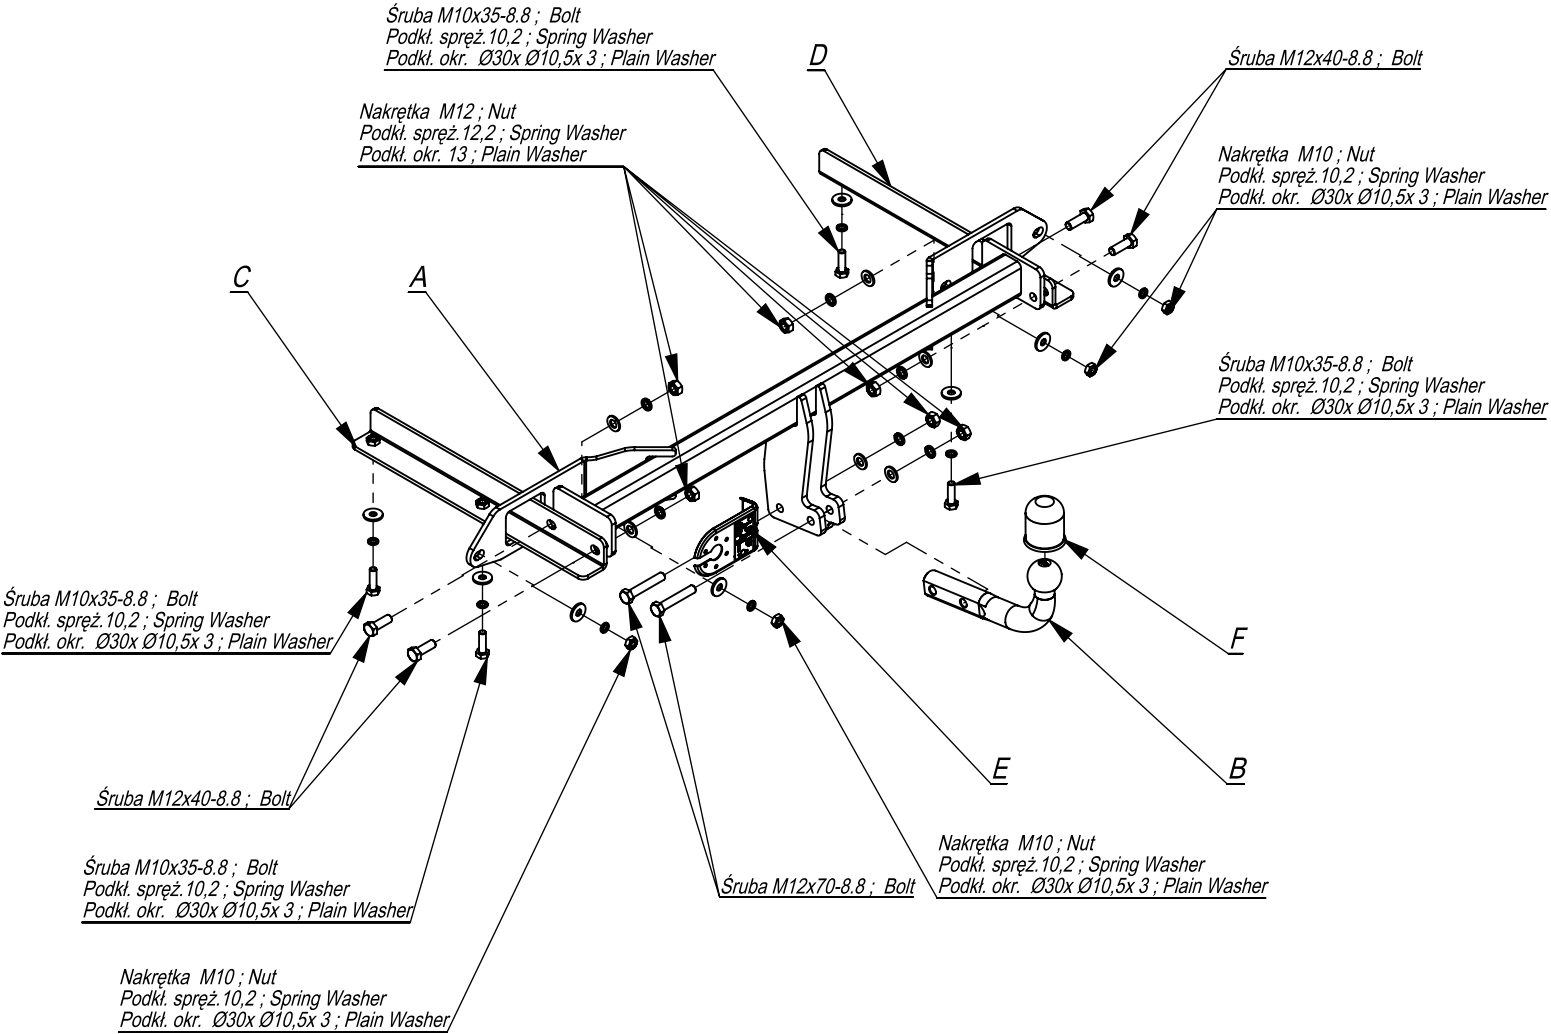 Śruba M10x35-8.8 ;  Bolt
Podkł. spręż.10,2 ; Spring Washer
Podkł. okr.  Ø30x Ø10,5x 3 ; Plain Washer
D
Śruba M12x40-8.8 ;  Bolt
Nakrętka  M12 ; Nut
Podkł. spręż.12,2 ; Spring Washer
Podkł. okr. 13 ; Plain Washer
Nakrętka  M10 ; Nut
Podkł. spręż.10,2 ; Spring Washer
Podkł. okr.  Ø30x Ø10,5x 3 ; Plain Washer
C
A
Śruba M10x35-8.8 ;  Bolt
Podkł. spręż.10,2 ; Spring Washer
Podkł. okr.  Ø30x Ø10,5x 3 ; Plain Washer
Śruba M10x35-8.8 ;  Bolt
Podkł. spręż.10,2 ; Spring Washer
Podkł. okr.  Ø30x Ø10,5x 3 ; Plain Washer
F
E
B
Śruba M12x40-8.8 ;  Bolt
Śruba M10x35-8.8 ;  Bolt
Podkł. spręż.10,2 ; Spring Washer
Podkł. okr.  Ø30x Ø10,5x 3 ; Plain Washer
Śruba M12x70-8.8 ;  Bolt
Nakrętka  M10 ; Nut
Podkł. spręż.10,2 ; Spring Washer
Podkł. okr.  Ø30x Ø10,5x 3 ; Plain Washer
Nakrętka  M10 ; Nut
Podkł. spręż.10,2 ; Spring Washer
Podkł. okr.  Ø30x Ø10,5x 3 ; Plain Washer